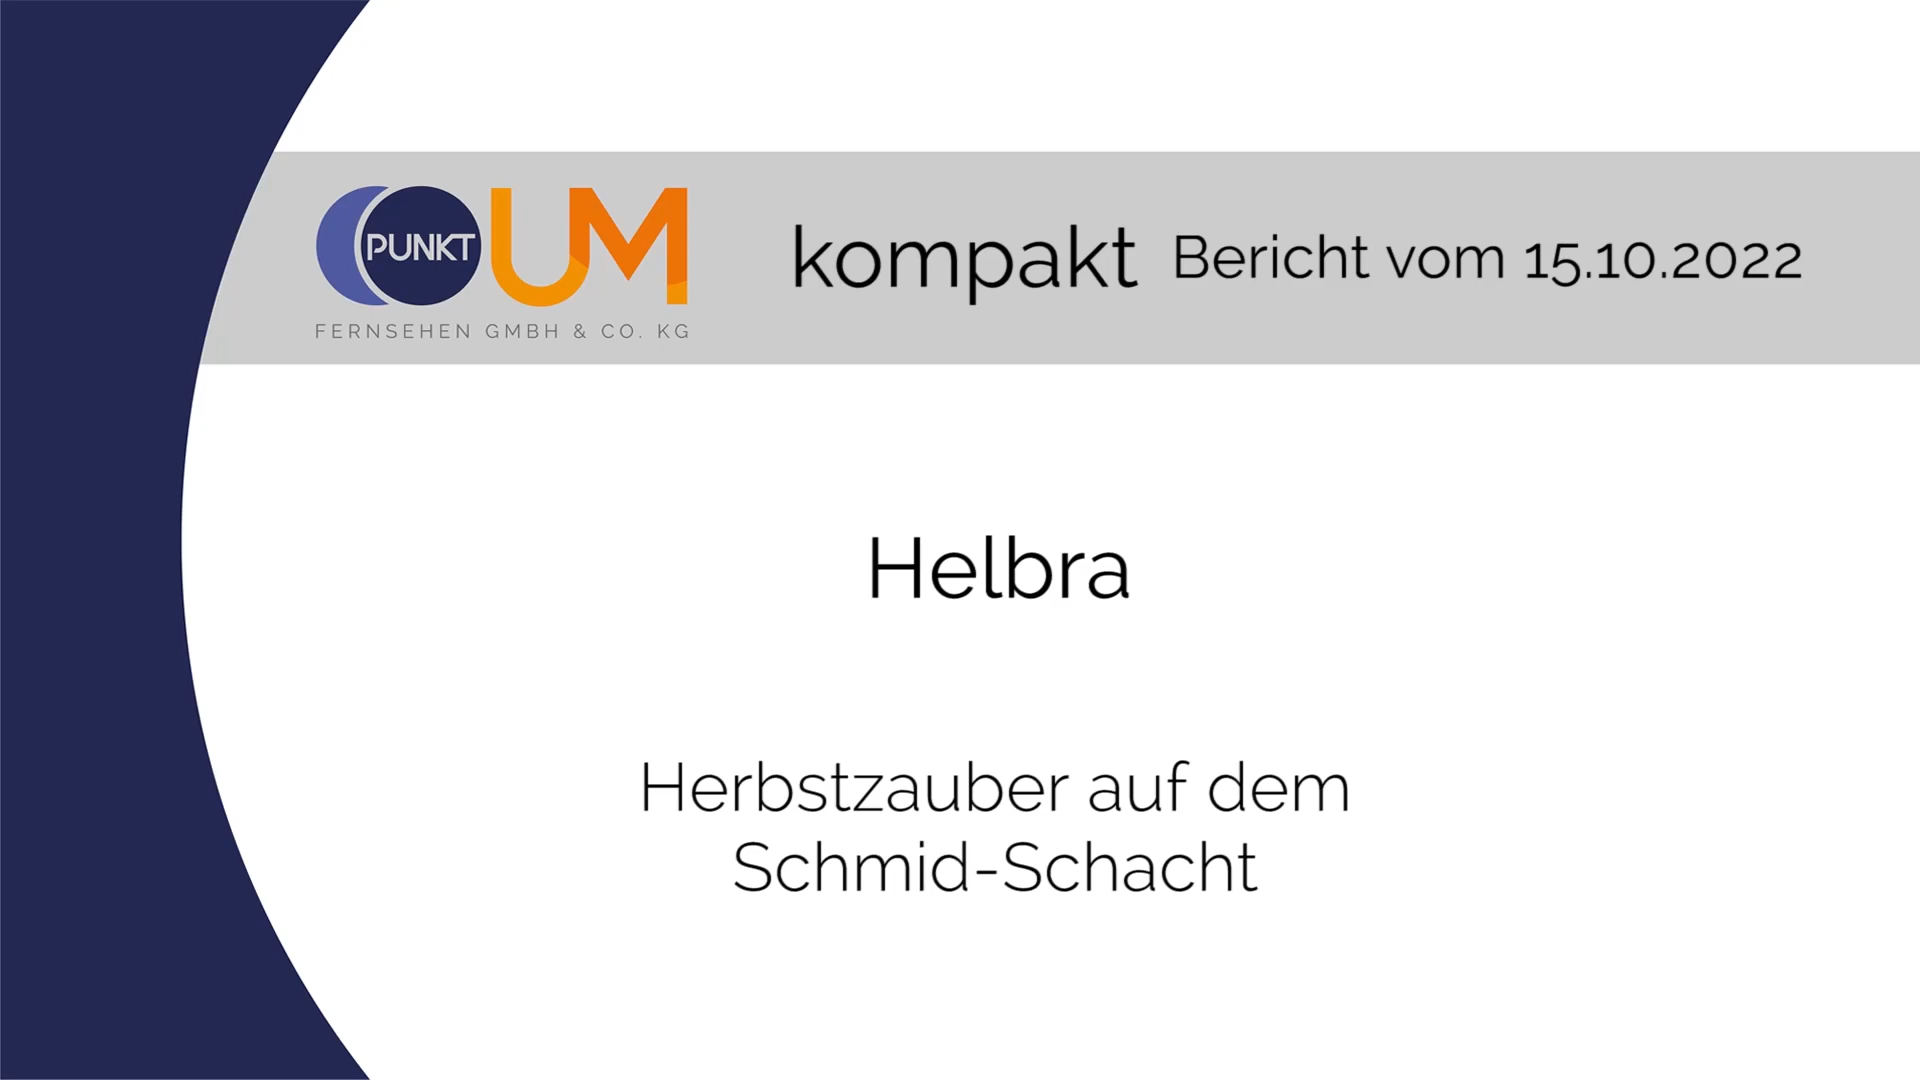 PUNKT UM
FERNSEHEN GMBH & CO. KG
kompakt Bericht vom 15.10.2022
Helbra
Herbstzauber auf dem
Schmid-Schacht